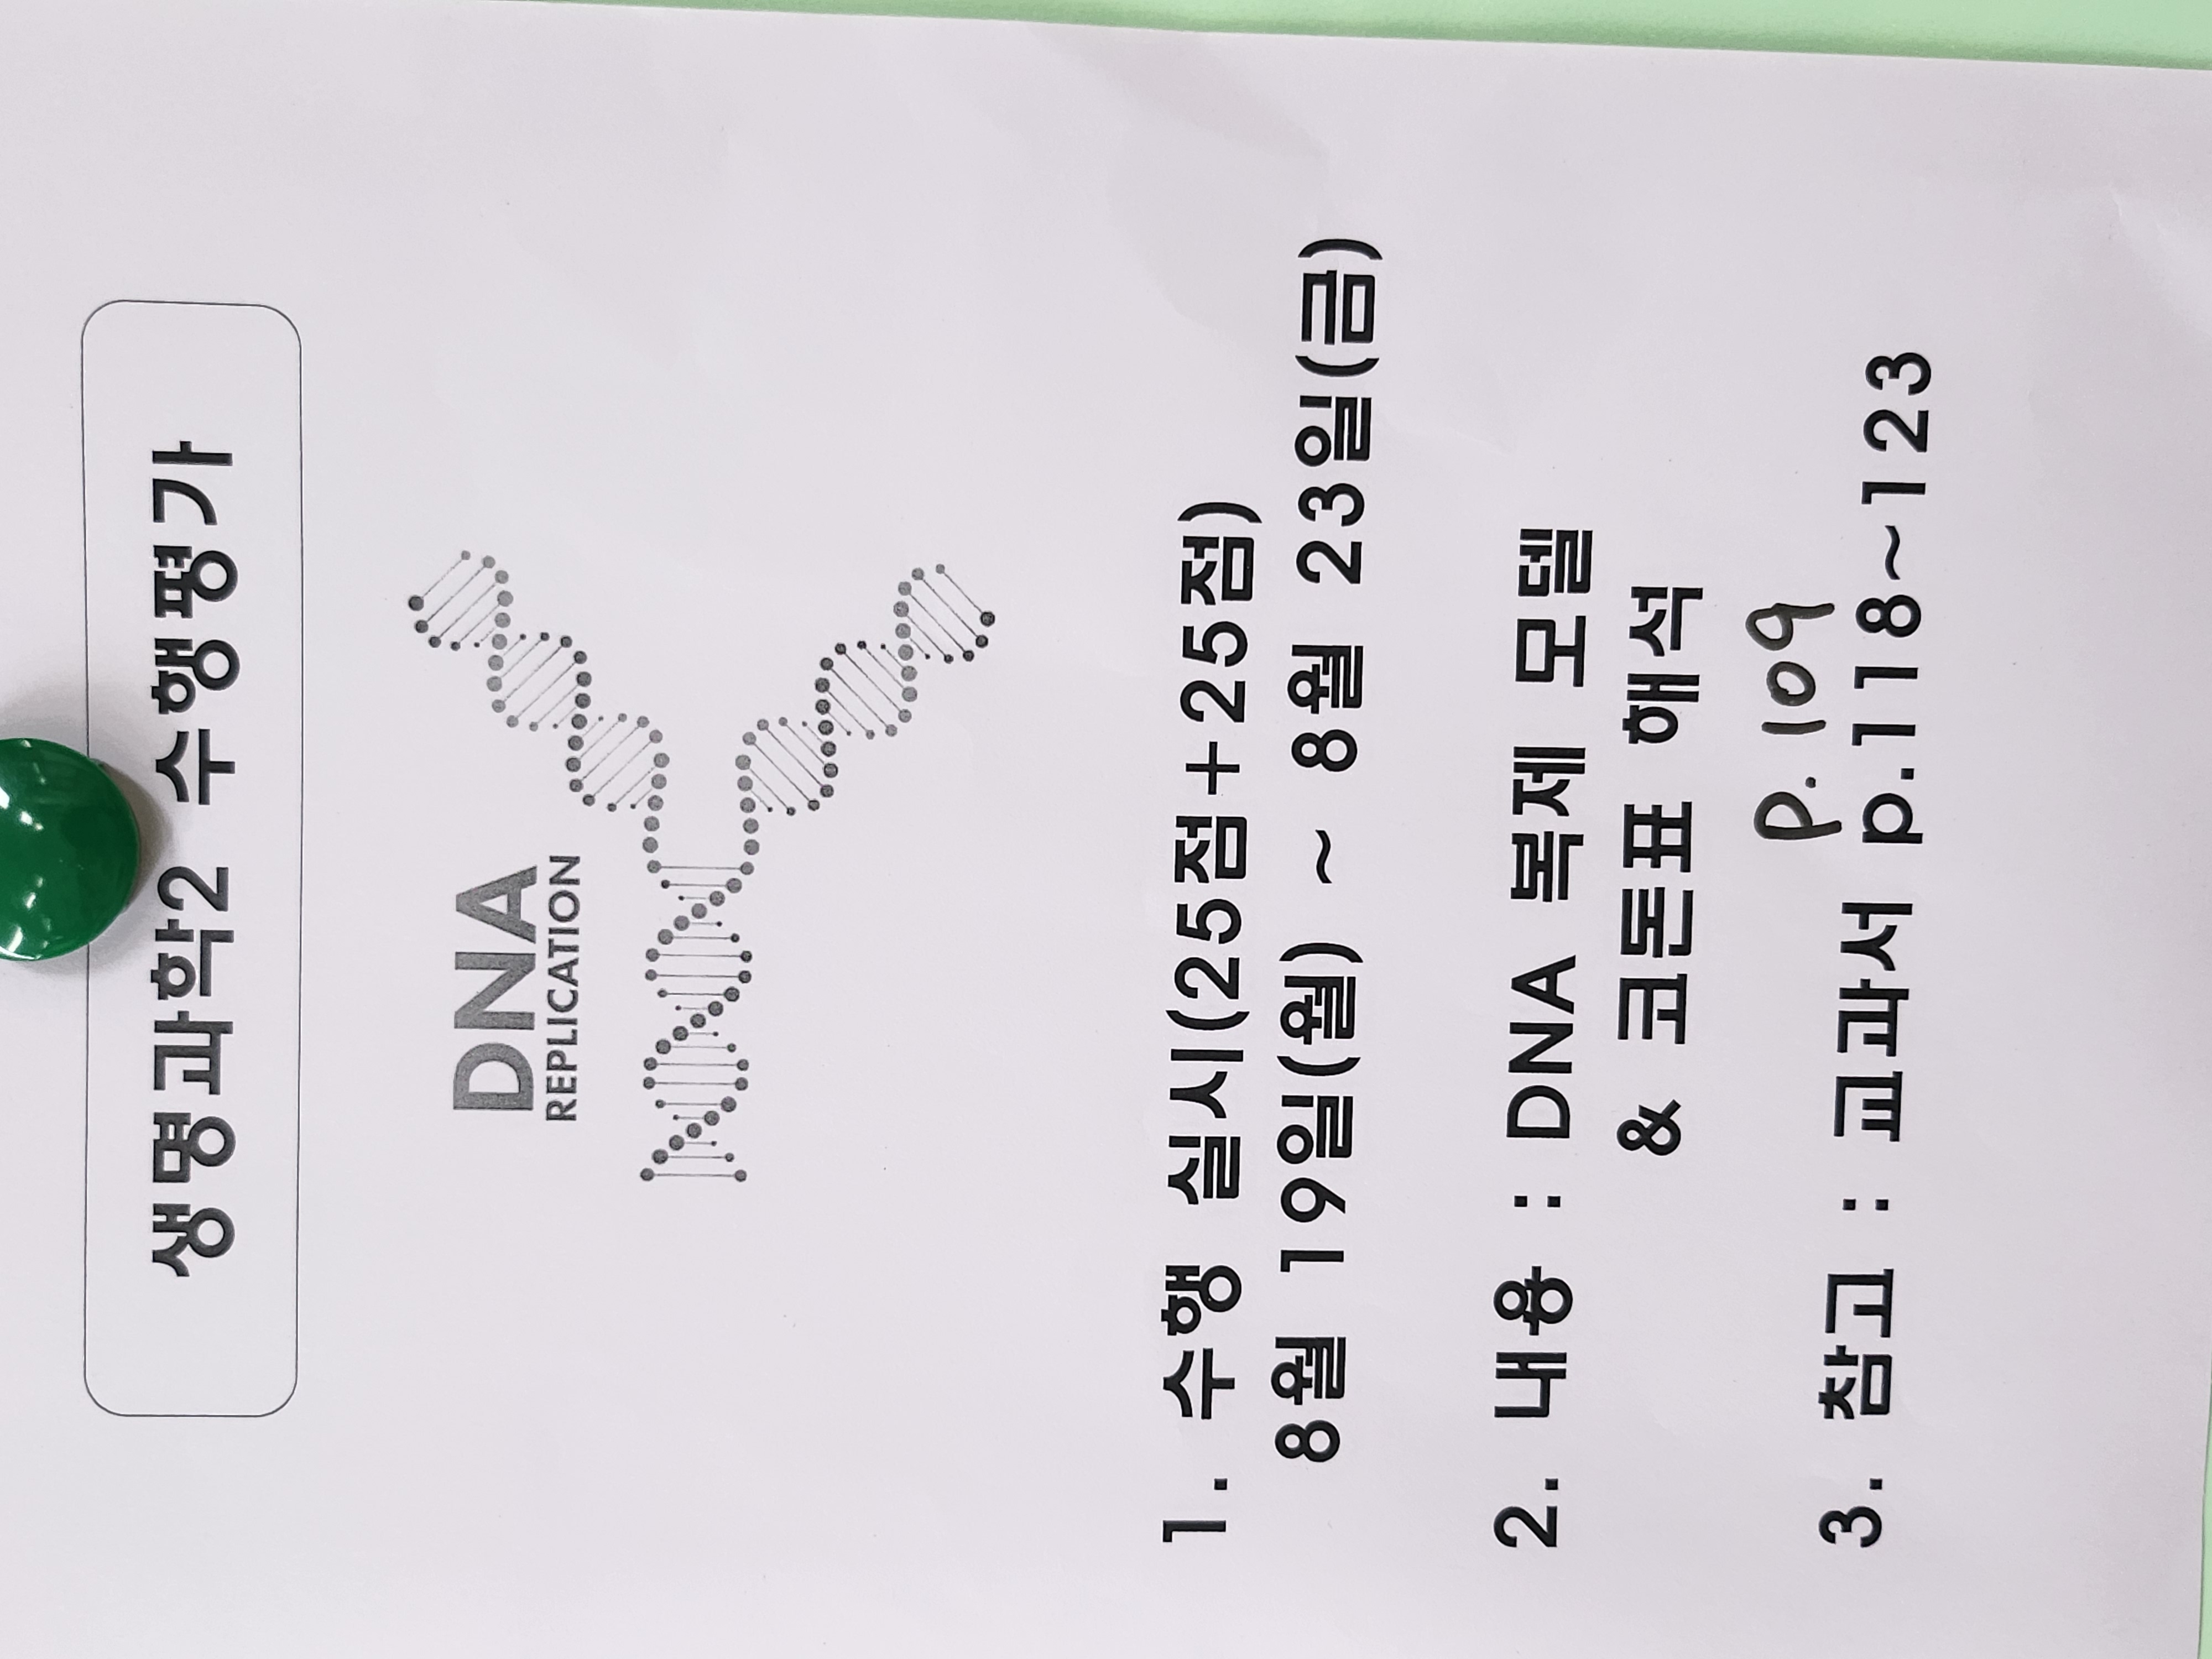 생명과학2 수행평가
DNA
REPLICATION
1. 수행 실시(25점+25점)
8월 19일(월) ~ 8월 23일(금)
2. 내용 : DNA 복제 모델
& 코돈표 해석
p. 109
3. 참고 : 교과서 p.118~123